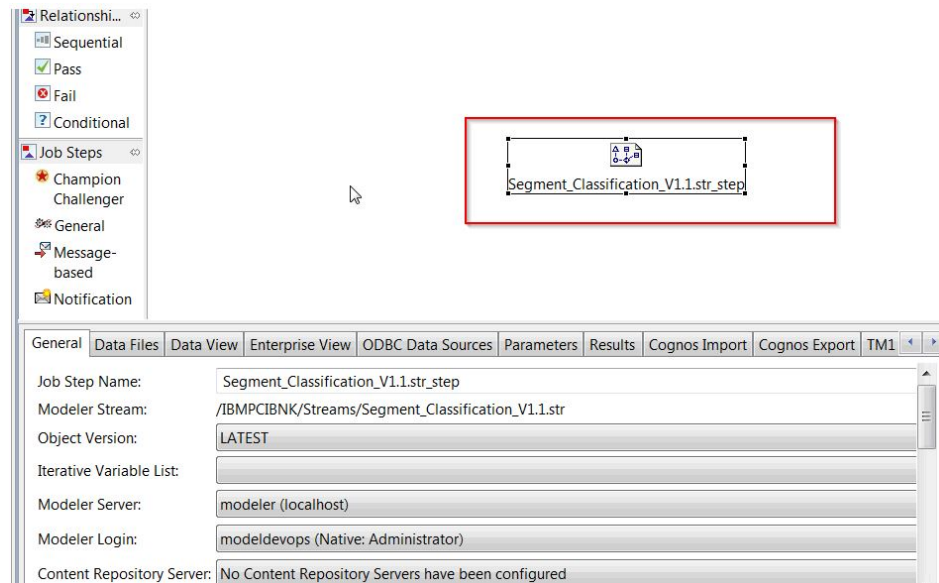 Relationshi...
Sequential
Pass
Fail
Conditional
Job Steps
Champion
Challenger
General
Message-
based
Notification
Segment_Classification_V1.1.str_step
General Data Files Data View Enterprise View ODBC Data Sources Parameters Results Cognos Import Cognos Export TM1
Job Step Name: Segment_Classification_V1.1.str_step
Modeler Stream: /IBMPCIBNK/Streams/Segment_Classification_V1.1.str
Object Version: LATEST
Iterative Variable List:
Modeler Server: modeler (localhost)
Modeler Login: modeldevops (Native: Administrator)
Content Repository Server: No Content Repository Servers have been configured